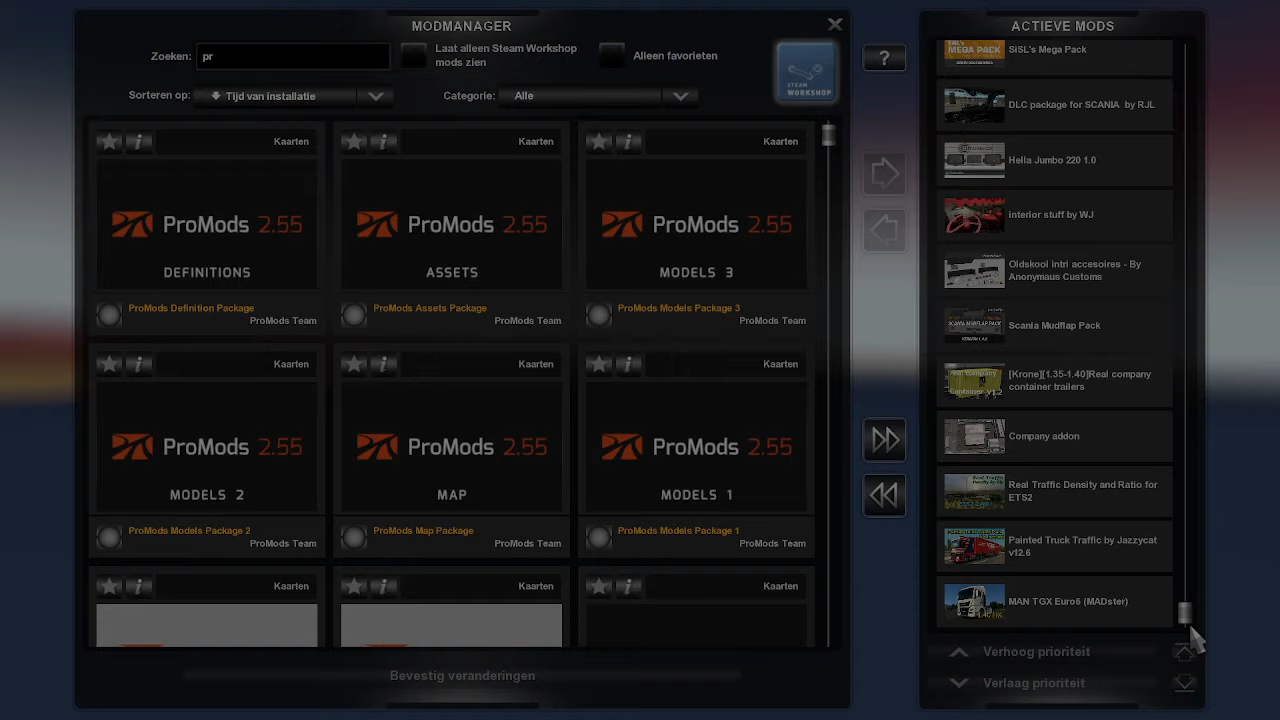 MODMANAGER
Zoeken:
pr
Laat alleen Steam Workshop
mods zien
Alleen favorieten
STEAM
WORKSHOP
Sorteren op:
Tijd van installatie
Categorie:
Alle
Kaarten
ProMods 2.55
DEFINITIONS
ProMods Definition Package
ProMods Team
Kaarten
ProMods 2.55
ASSETS
ProMods Assets Package
ProMods Team
Kaarten
ProMods 2.55
MODELS 3
ProMods Models Package 3
ProMods Team
Kaarten
ProMods 2.55
MODELS 2
ProMods Models Package 2
ProMods Team
Kaarten
ProMods 2.55
MAP
ProMods Map Package
ProMods Team
Kaarten
ProMods 2.55
MODELS 1
ProMods Models Package 1
ProMods Team
Kaarten
Kaarten
Kaarten
Bevestig veranderingen
?
ACTIEVE MODS
MEGA PACK
SiSL's Mega Pack
DLC package for SCANIA by RJL
Hella Jumbo 220 1.0
interior stuff by WJ
Oldskool intri accesoires - By
Anonymaus Customs
SCANIA MUDFLAP PACK
Scania Mudflap Pack
[Krone][1.35-1.40]Real company
container trailers
Company addon
Real Traffic Density and Ratio for
ETS2
Painted Truck Traffic by Jazzycat
v12.6
MAN TGX Euro6 (MADster)
Verhoog prioriteit
Verlaag prioriteit